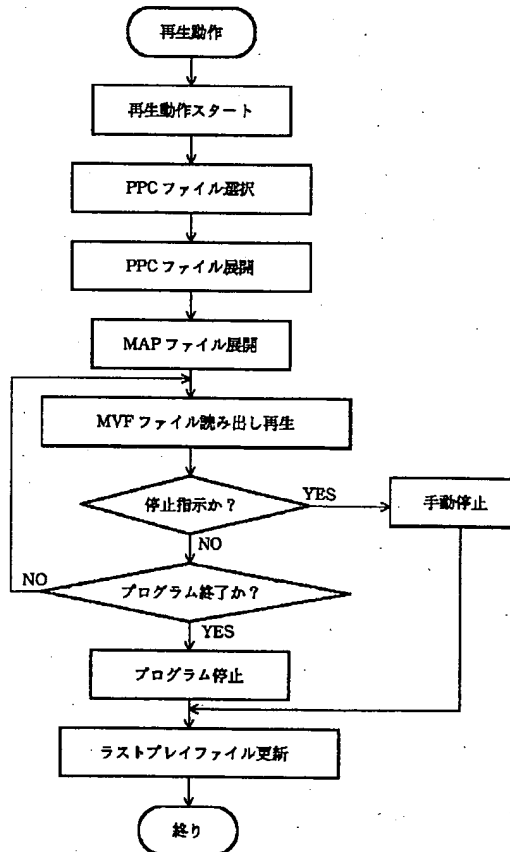 再生動作
再生動作スタート
PPCファイル選択
PPCファイル展開
MAPファイル展開
MVFファイル読み出し再生
停止指示か?
YES
手動停止
NO
NO
プログラム終了か?
YES
プログラム停止
ラストプレイファイル更新
終り